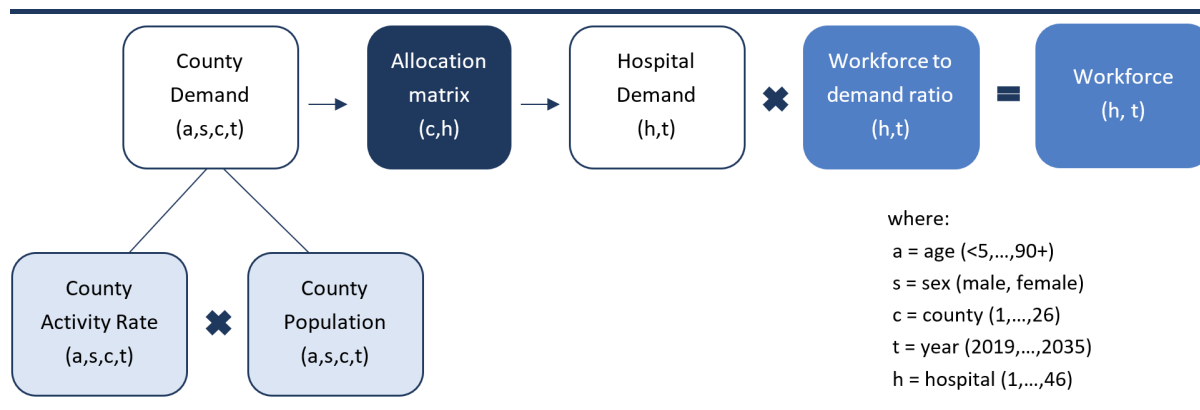 County
Demand
(a,s,c,t)
Allocation
matrix
(c,h)
Hospital
Demand
(h,t)
Workforce to
demand ratio
(h,t)
Workforce
(h, t)
County
Activity Rate
(a,s,c,t)
County
Population
(a,s,c,t)
where:
a = age (<5,...,90+)
s = sex (male, female)
c = county (1,...,26)
t = year (2019,...,2035)
h = hospital (1,...,46)